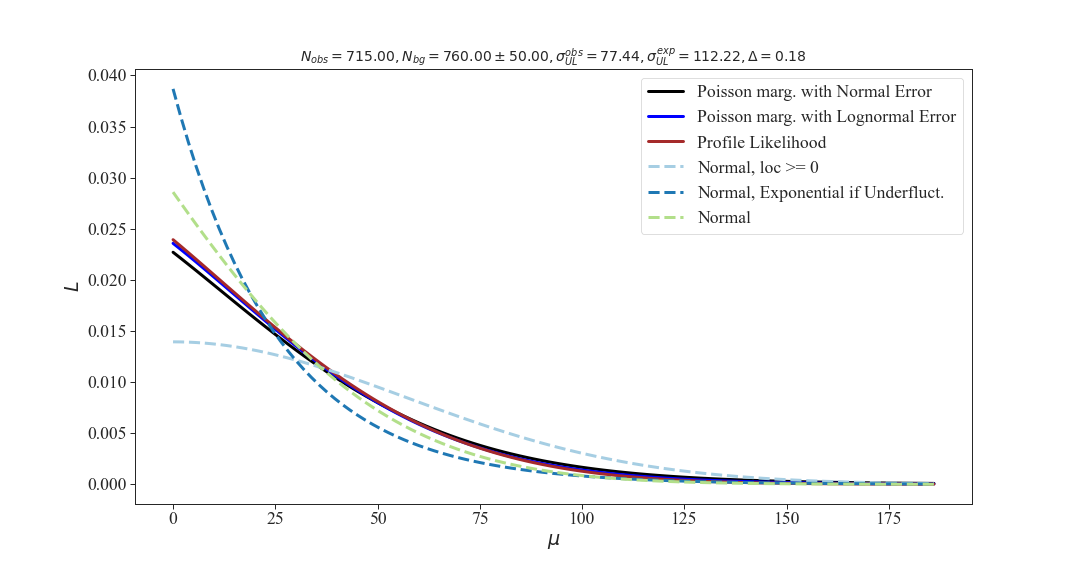 N_obs = 715.00, N_bg = 760.00 ± 50.00, σ_UL^obs = 77.44, σ_UL^exp = 112.22, Δ = 0.18
0.040
0.035
0.030
0.025
0.020
0.015
0.010
0.005
0.000
L
Poisson marg. with Normal Error
Poisson marg. with Lognormal Error
Profile Likelihood
Normal, loc >= 0
Normal, Exponential if Underfluct.
Normal
0 25 50 75 100 125 150 175
μ